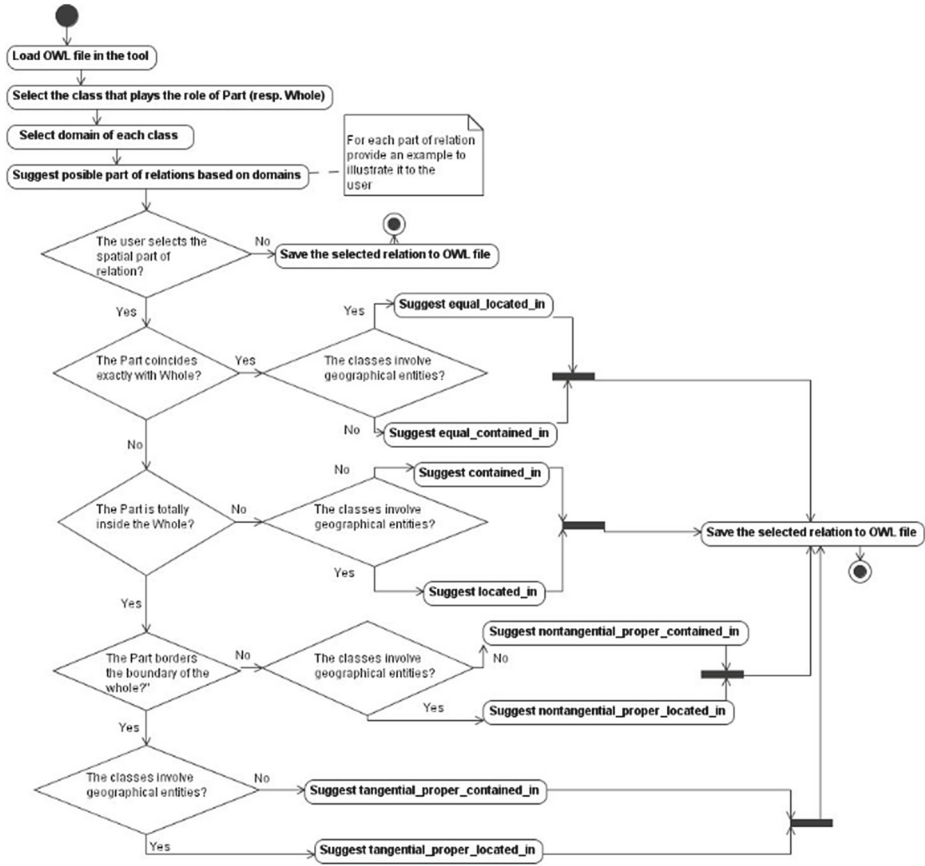 Load OWL file in the tool
Select the class that plays the role of Part (resp. Whole)
Select domain of each class
Suggest posible part of relations based on domains
For each part of relation
provide an example to
illustrate it to the
user
The user selects the
spatial part of
relation?
No
Save the selected relation to OWL file
Yes
The Part coincides
exactly with Whole?
Yes
The classes involve
geographical entities?
Yes
Suggest equal_located_in
No
Suggest equal_contained_in
No
The Part is totally
inside the Whole?
No
The classes involve
geographical entities?
No
Suggest contained_in
Yes
Suggest located_in
Save the selected relation to OWL file
Yes
The Part borders
the boundary of the
whole?"
No
The classes involve
geographical entities?
Suggest nontangential_proper_contained_in
No
Yes
Suggest nontangential_proper_located_in
Yes
The classes involve
geographical entities?
No
Suggest tangential_proper_contained_in
Yes
Suggest tangential_proper_located_in